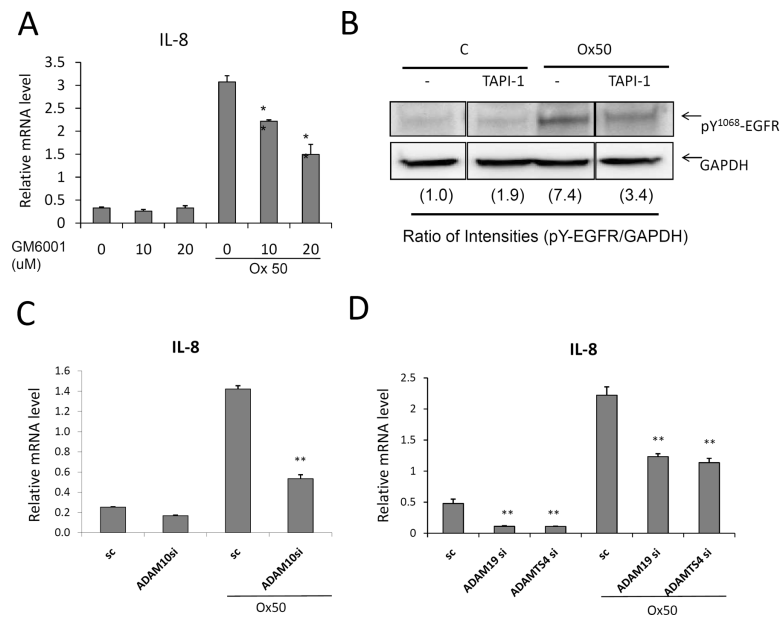 A
IL-8
Relative mRNA level
3.5
3
2.5
2
1.5
1
0.5
0
* *
* *
GM6001 (uM)
0 10 20 0 10 20
Ox 50
B
C Ox50
- TAPI-1 - TAPI-1
pY1068-EGFR
GAPDH
(1.0) (1.9) (7.4) (3.4)
Ratio of Intensities (pY-EGFR/GAPDH)
C
IL-8
Relative mRNA level
1.6
1.4
1.2
1.0
0.8
0.6
0.4
0.2
0.0
**
sc ADAM10si sc ADAM10si
Ox50
D
IL-8
Relative mRNA level
2.5
2
1.5
1
0.5
0
** ** ** **
sc ADAM19 si ADAMTS4 si sc ADAM19 si ADAMTS4 si
Ox50